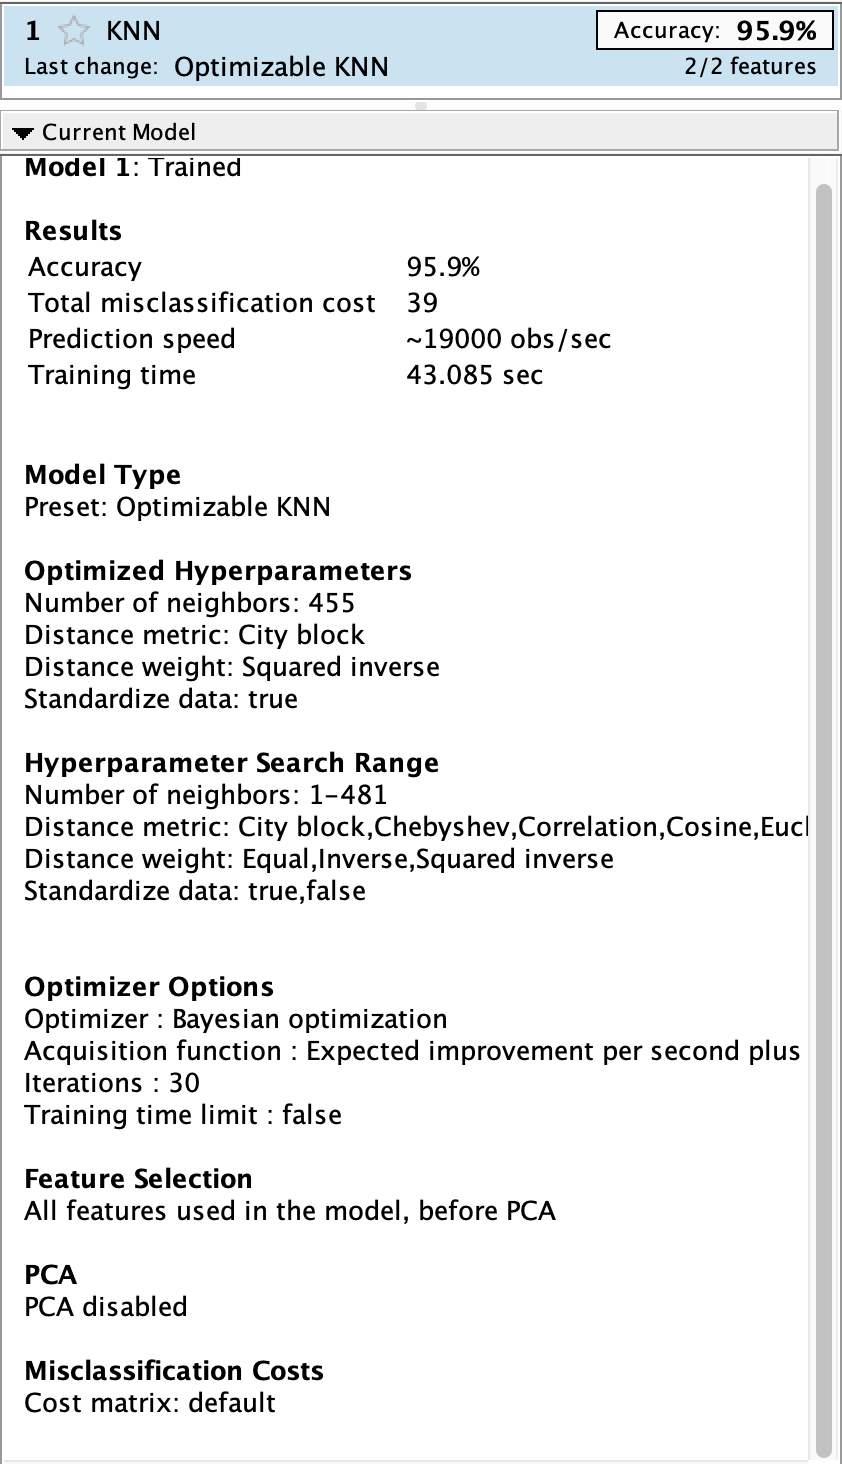 1 KNN Accuracy: 95.9%
Last change: Optimizable KNN 2/2 features
Current Model
Model 1: Trained
Results
Accuracy 95.9%
Total misclassification cost 39
Prediction speed ~19000 obs/sec
Training time 43.085 sec
Model Type
Preset: Optimizable KNN
Optimized Hyperparameters
Number of neighbors: 455
Distance metric: City block
Distance weight: Squared inverse
Standardize data: true
Hyperparameter Search Range
Number of neighbors: 1-481
Distance metric: City block,Chebyshev,Correlation,Cosine,Eucl
Distance weight: Equal,Inverse,Squared inverse
Standardize data: true,false
Optimizer Options
Optimizer : Bayesian optimization
Acquisition function : Expected improvement per second plus
Iterations : 30
Training time limit : false
Feature Selection
All features used in the model, before PCA
PCA
PCA disabled
Misclassification Costs
Cost matrix: default